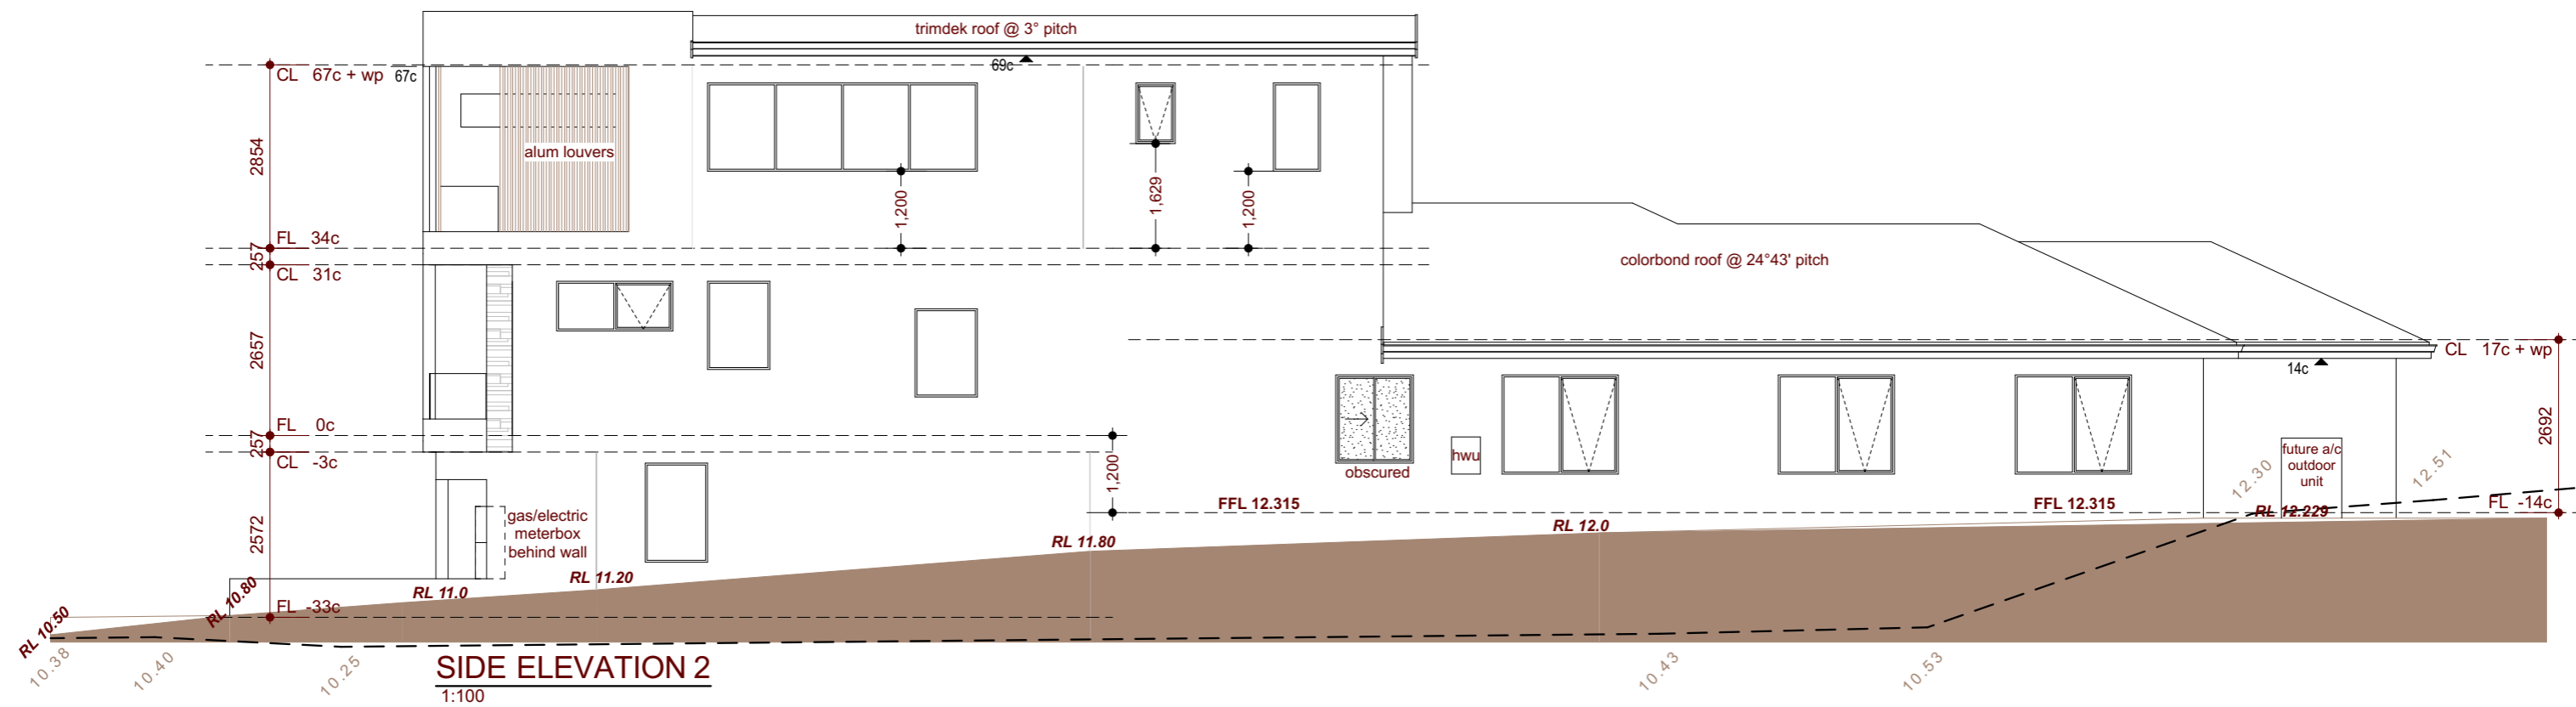 trimdek roof @ 3° pitch
CL 67c + wp
67c
69c
2854
alum louvers
1,200
1,629
1,200
FL 34c
257
CL 31c
colorbond roof @ 24°43' pitch
2657
CL 17c + wp
14c
FL 0c
257
CL -3c
1,200
obscured
hwu
2692
future a/c
outdoor
unit
12.30
12.51
FFL 12.315
FFL 12.315
FL -14c
RL 12.229
RL 12.0
gas/electric
meterbox
behind wall
2572
RL 11.80
RL 11.20
RL 11.0
RL 10.80
FL -33c
RL 10.50
10.38
10.40
10.25
10.43
10.53
SIDE ELEVATION 2
1:100